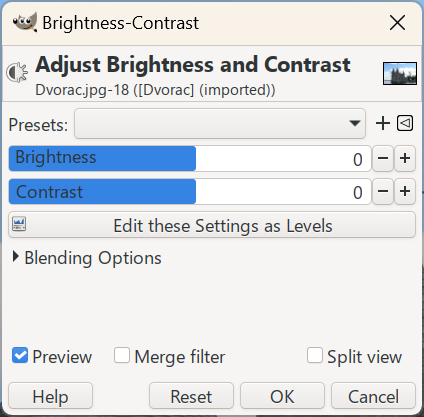 Brightness-Contrast
Adjust Brightness and Contrast
Dvorac.jpg-18 ([Dvorac] (imported))
Presets:
Brightness 0
Contrast 0
Edit these Settings as Levels
Blending Options
Preview Merge filter Split view
Help Reset OK Cancel